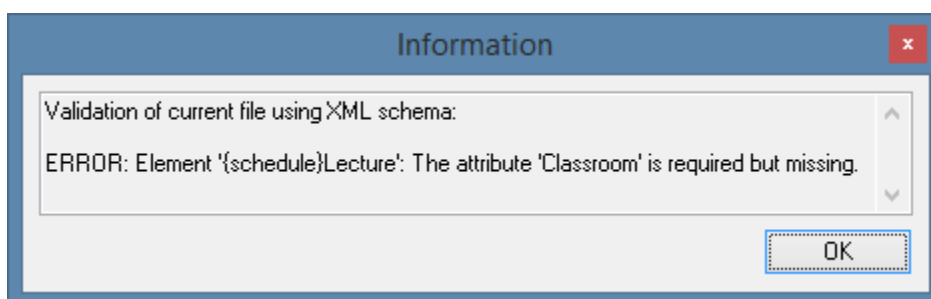 Information
x
Validation of current file using XML schema:
ERROR: Element '{schedule}Lecture': The attribute 'Classroom' is required but missing.
OK